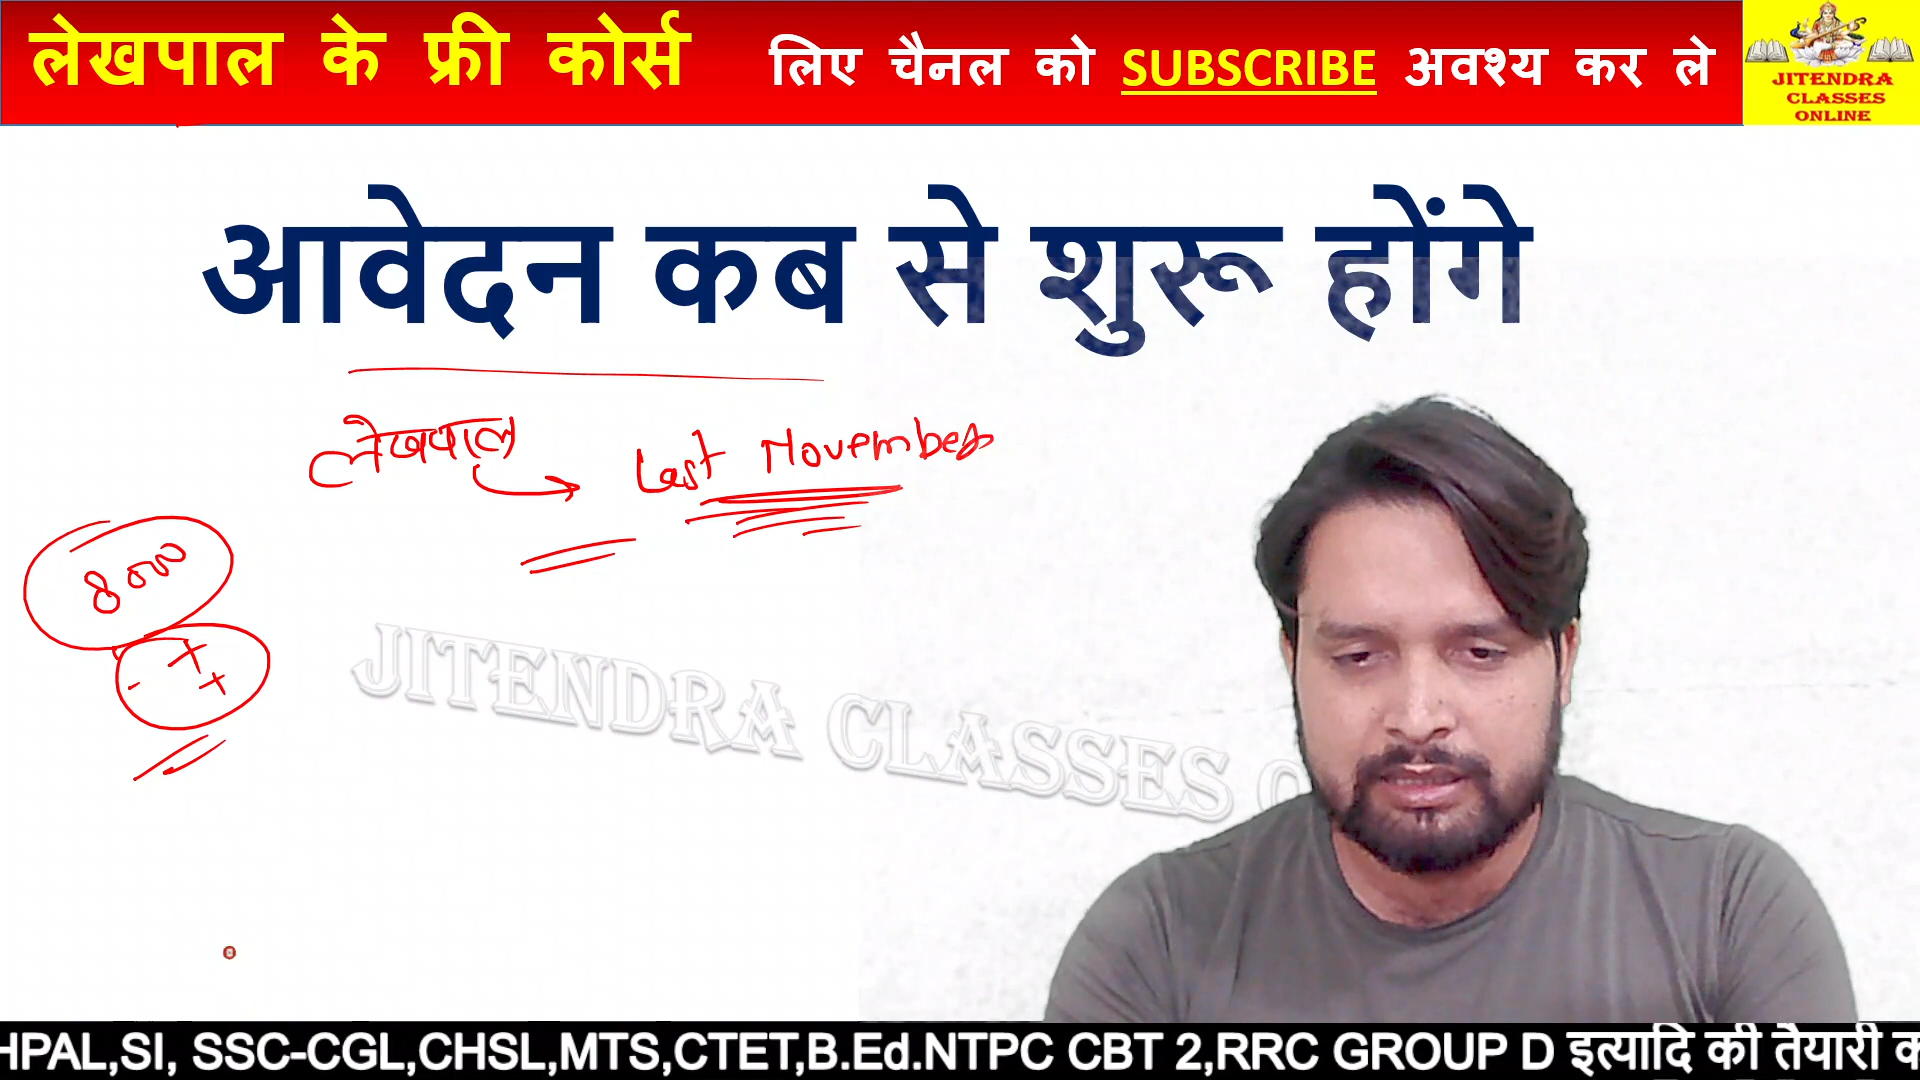 लेखपाल के फ्री कोर्स लिए चैनल को SUBSCRIBE अवश्य कर ले
JITENDRA
CLASSES
ONLINE
आवेदन कब से शुरू होंगे
लेखपाल → Last November
8000
JITENDRA CLASSES O
HPAL,SI, SSC-CGL,CHSL,MTS,CTET,B.Ed.NTPC CBT 2,RRC GROUP D इत्यादि की तैयारी क